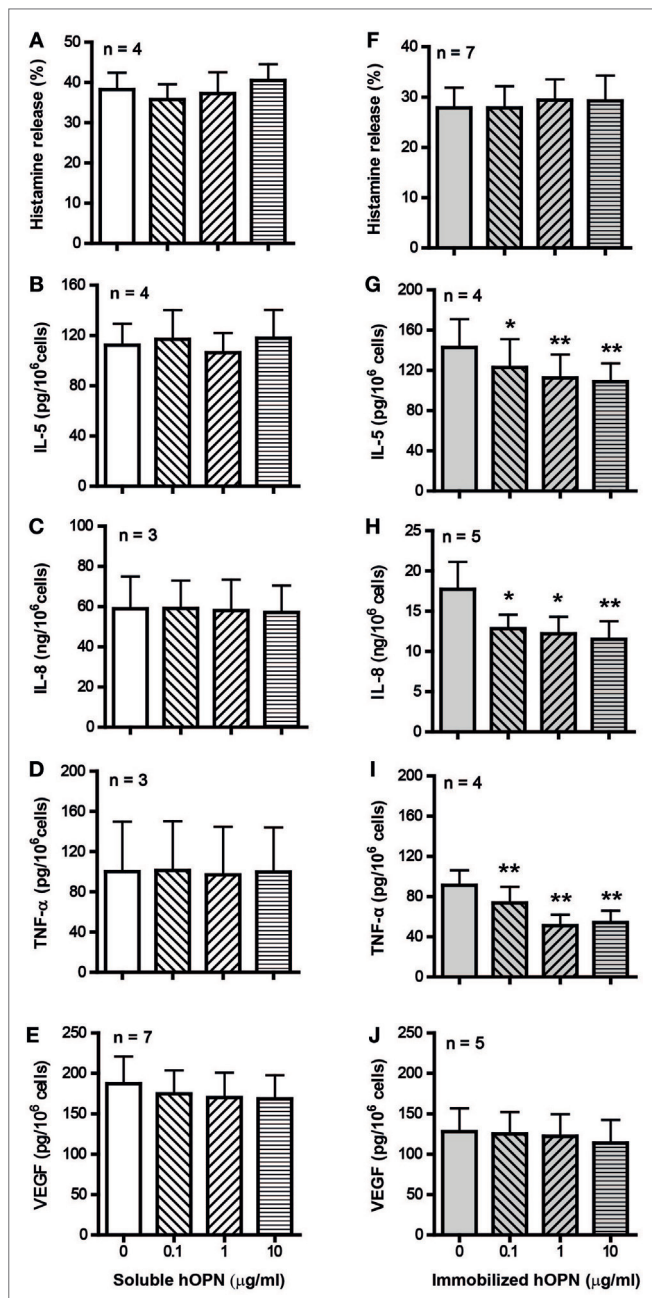 A
n = 4
Histamine release (%)
50
40
30
20
10
0
B
n = 4
IL-5 (pg/10⁶cells)
160
120
80
40
0
C
n = 3
IL-8 (ng/10⁶cells)
100
80
60
40
20
0
D
n = 3
TNF-α (pg/10⁶cells)
200
160
120
80
40
0
E
n = 7
VEGF (pg/10⁶ cells)
250
200
150
100
50
0
0 0.1 1 10
Soluble hOPN (μg/ml)
F
n = 7
Histamine release (%)
50
40
30
20
10
0
G
n = 4
* ** **
IL-5 (pg/10⁶ cells)
200
160
120
80
40
0
H
n = 5
* * **
IL-8 (ng/10⁶ cells)
25
20
15
10
5
0
I
n = 4
** ** **
TNF-α (pg/10⁶ cells)
200
160
120
80
40
0
J
n = 5
VEGF (pg/10⁶ cells)
250
200
150
100
50
0
0 0.1 1 10
Immobilized hOPN (μg/ml)